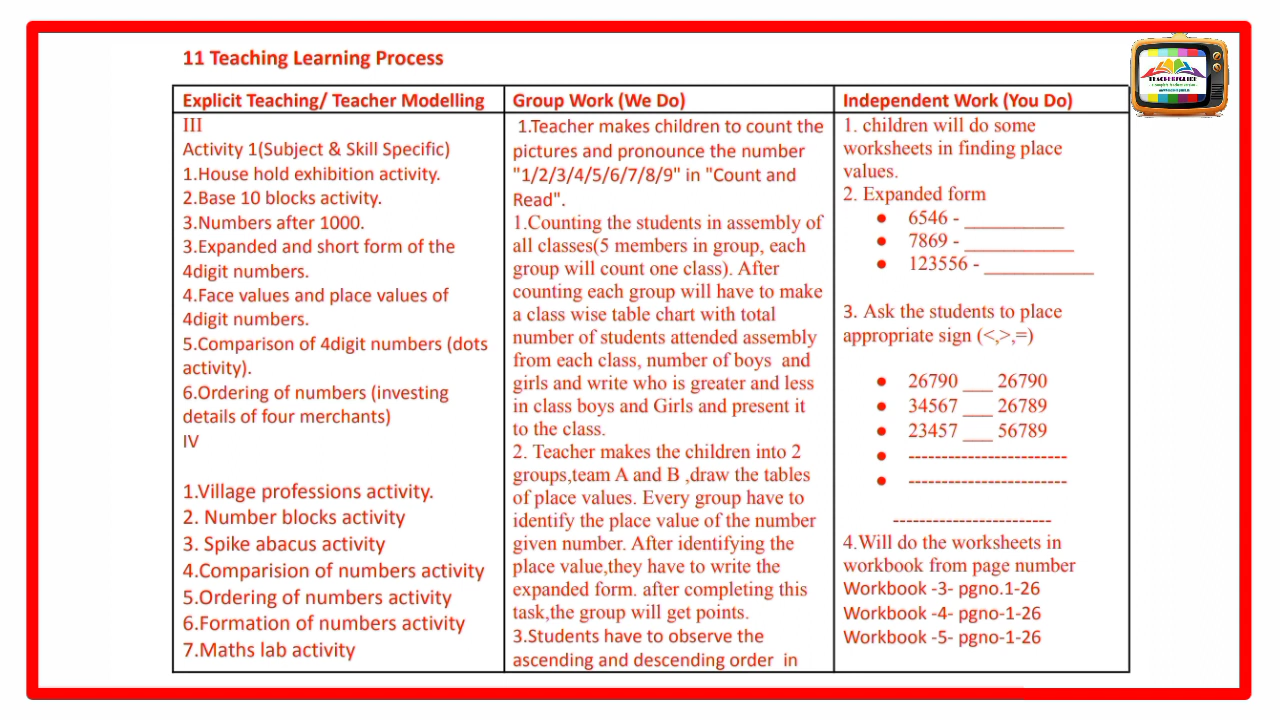 11 Teaching Learning Process
Explicit Teaching/ Teacher Modelling
III
Activity 1(Subject & Skill Specific)
1.House hold exhibition activity.
2.Base 10 blocks activity.
3.Numbers after 1000.
3.Expanded and short form of the
4digit numbers.
4.Face values and place values of
4digit numbers.
5.Comparison of 4digit numbers (dots
activity).
6.Ordering of numbers (investing
details of four merchants)
IV
1.Village professions activity.
2. Number blocks activity
3. Spike abacus activity
4.Comparision of numbers activity
5.Ordering of numbers activity
6.Formation of numbers activity
7.Maths lab activity
Group Work (We Do)
1.Teacher makes children to count the
pictures and pronounce the number
"1/2/3/4/5/6/7/8/9" in "Count and
Read".
1.Counting the students in assembly of
all classes(5 members in group, each
group will count one class). After
counting each group will have to make
a class wise table chart with total
number of students attended assembly
from each class, number of boys and
girls and write who is greater and less
in class boys and Girls and present it
to the class.
2. Teacher makes the children into 2
groups,team A and B ,draw the tables
of place values. Every group have to
identify the place value of the number
given number. After identifying the
place value,they have to write the
expanded form. after completing this
task,the group will get points.
3.Students have to observe the
ascending and descending order in
Independent Work (You Do)
1. children will do some
worksheets in finding place
values.
2. Expanded form
● 6546 - __________
● 7869 - ___________
● 123556 - ___________
3. Ask the students to place
appropriate sign (<,>,=)
● 26790 ___ 26790
● 34567 ___ 26789
● 23457 ___ 56789
● ------------------------
● ------------------------
------------------------
4.Will do the worksheets in
workbook from page number
Workbook -3- pgno.1-26
Workbook -4- pgno-1-26
Workbook -5- pgno-1-26